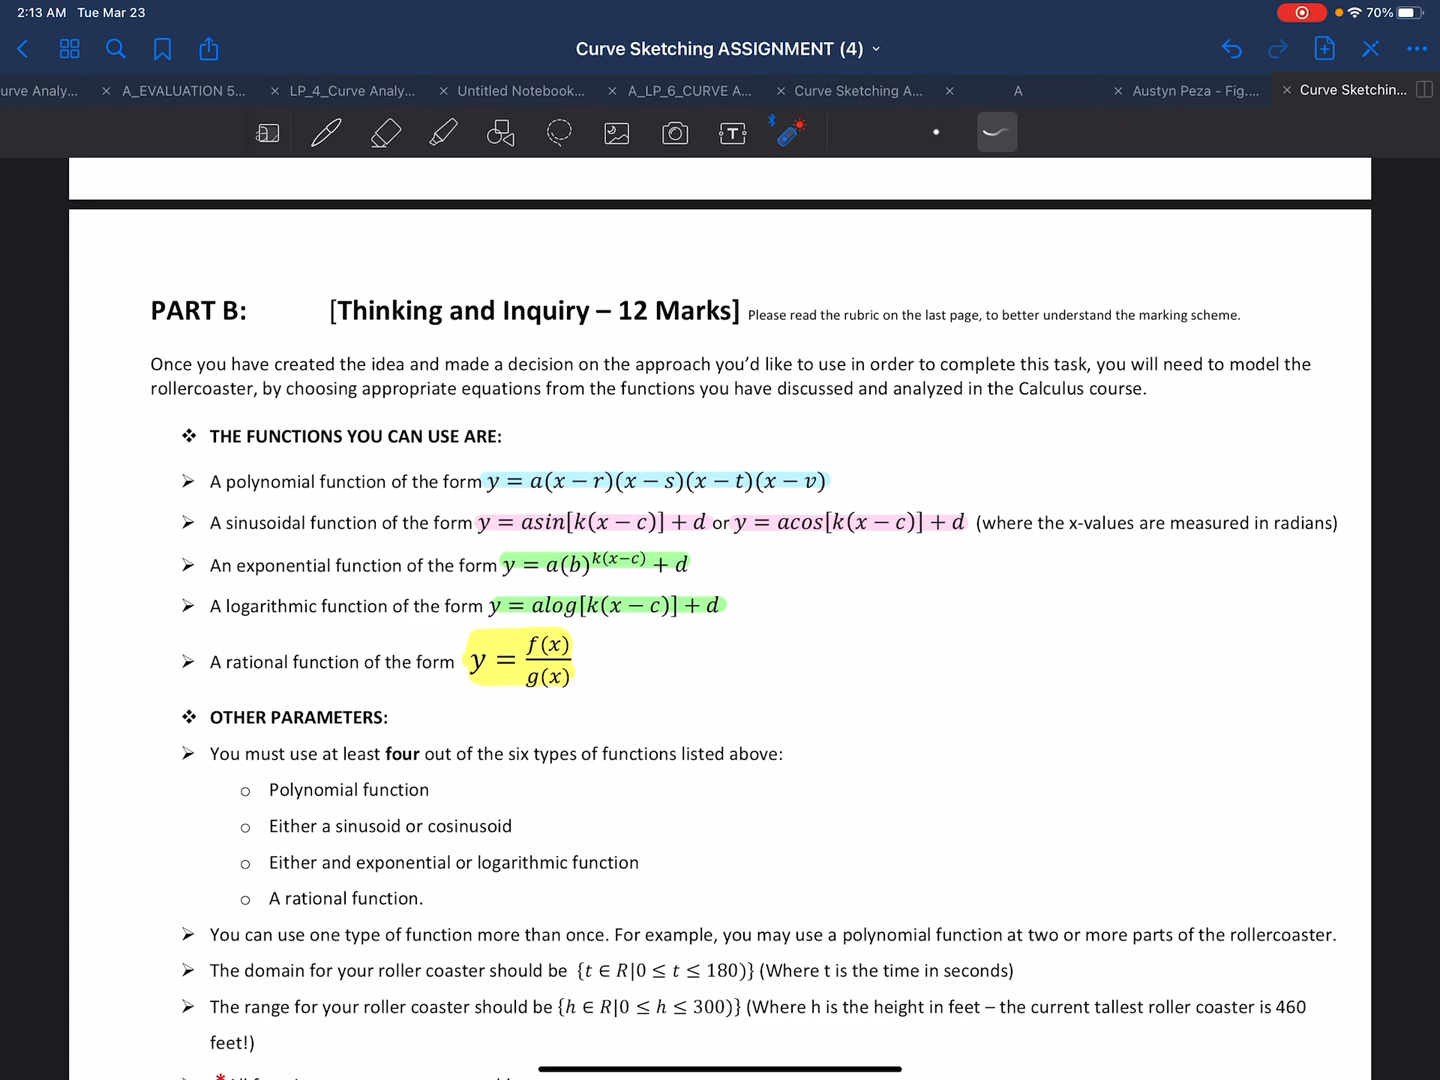 2:13 AM Tue Mar 23
70%
Curve Sketching ASSIGNMENT (4)
urve Analy...
A_EVALUATION 5...
LP_4_Curve Analy...
Untitled Notebook...
A_LP_6_CURVE A...
Curve Sketching A...
A
Austyn Peza - Fig....
Curve Sketchin...
PART B: [Thinking and Inquiry – 12 Marks] Please read the rubric on the last page, to better understand the marking scheme.
Once you have created the idea and made a decision on the approach you’d like to use in order to complete this task, you will need to model the
rollercoaster, by choosing appropriate equations from the functions you have discussed and analyzed in the Calculus course.
❖ THE FUNCTIONS YOU CAN USE ARE:
➢ A polynomial function of the form y = a(x − r)(x − s)(x − t)(x − v)
➢ A sinusoidal function of the form y = asin[k(x − c)] + d or y = acos[k(x − c)] + d (where the x-values are measured in radians)
➢ An exponential function of the form y = a(b)^{k(x−c)} + d
➢ A logarithmic function of the form y = alog[k(x − c)] + d
➢ A rational function of the form y = f(x)/g(x)
❖ OTHER PARAMETERS:
➢ You must use at least four out of the six types of functions listed above:
o Polynomial function
o Either a sinusoid or cosinusoid
o Either and exponential or logarithmic function
o A rational function.
➢ You can use one type of function more than once. For example, you may use a polynomial function at two or more parts of the rollercoaster.
➢ The domain for your roller coaster should be {t ∈ R|0 ≤ t ≤ 180)} (Where t is the time in seconds)
➢ The range for your roller coaster should be {h ∈ R|0 ≤ h ≤ 300)} (Where h is the height in feet – the current tallest roller coaster is 460
feet!)